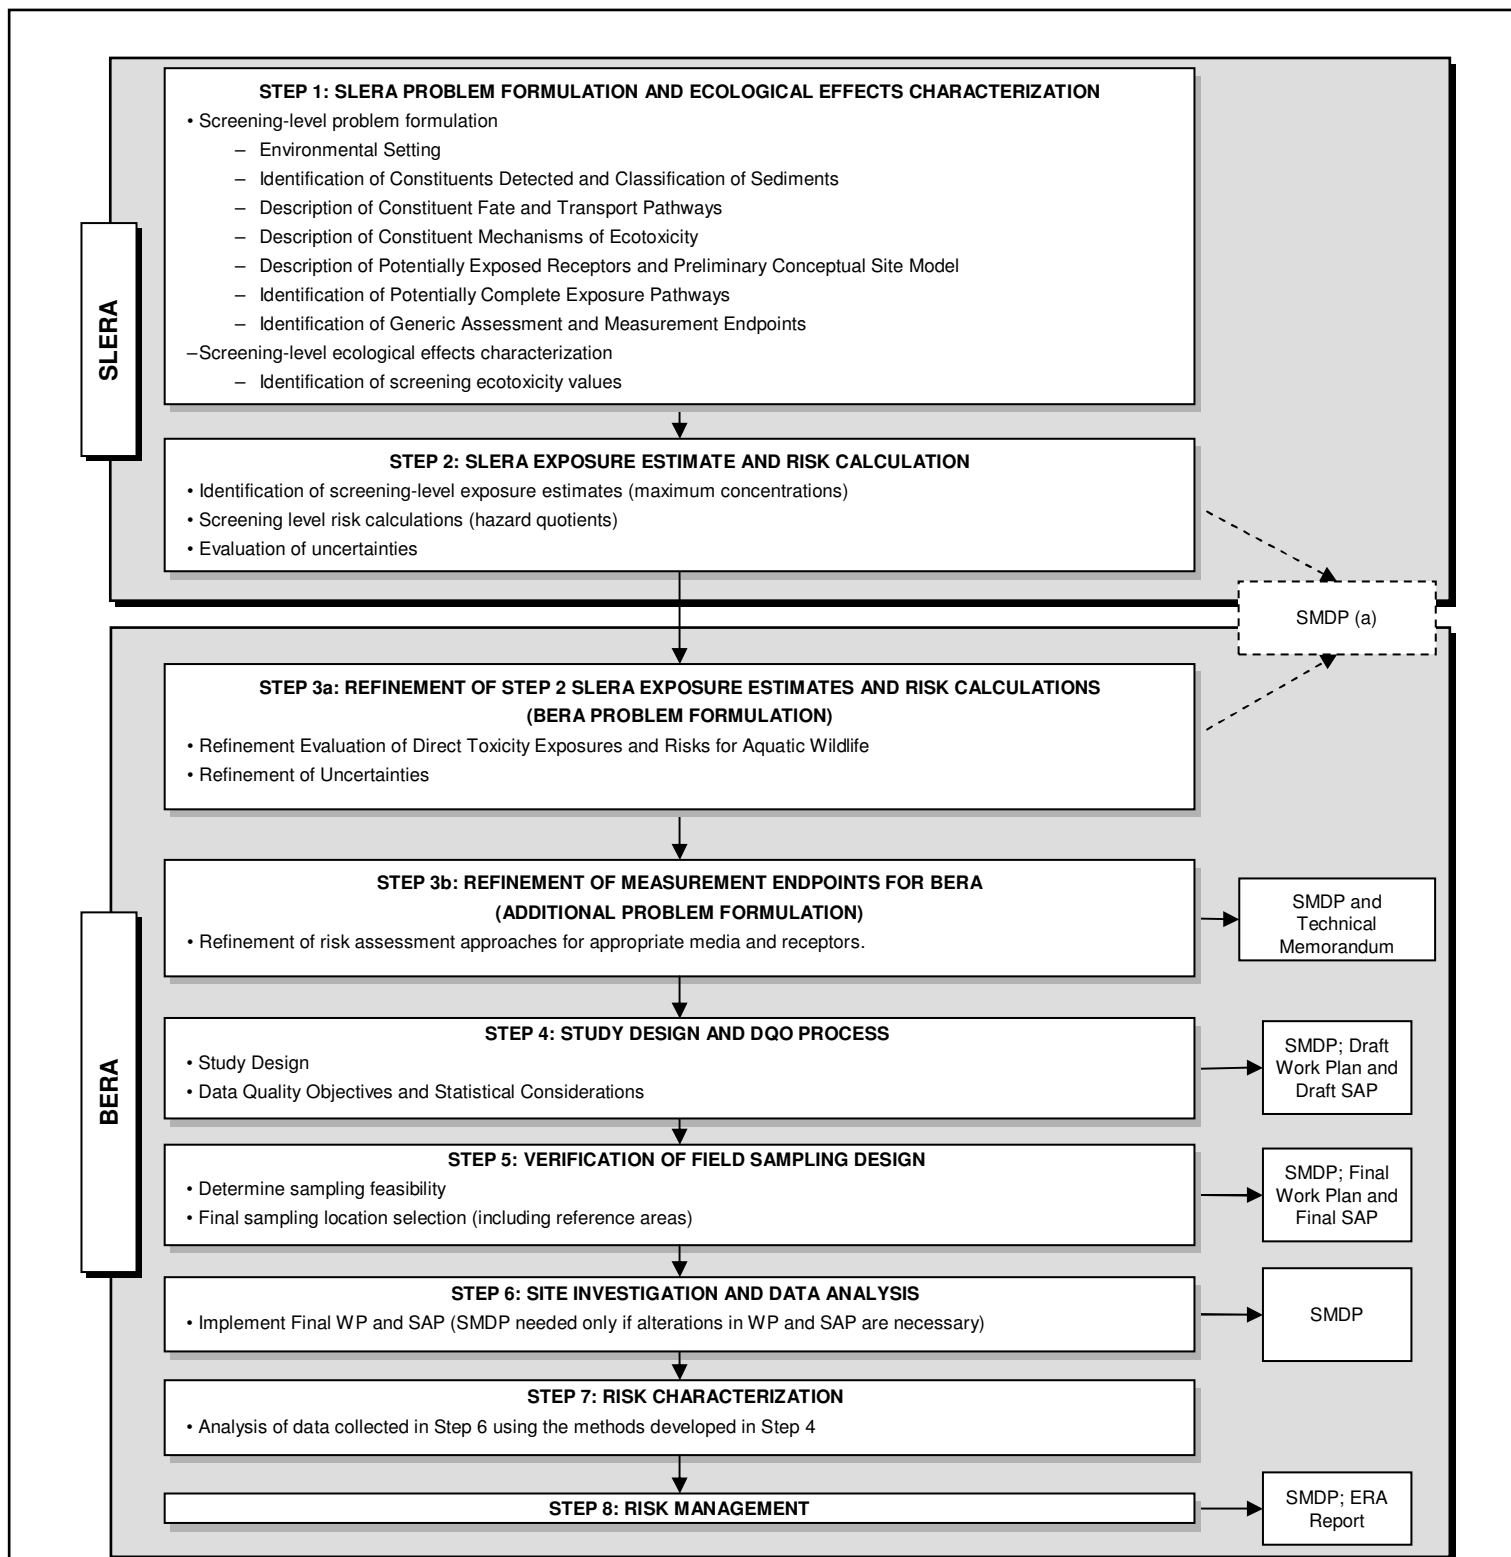 STEP 1: SLERA PROBLEM FORMULATION AND ECOLOGICAL EFFECTS CHARACTERIZATION
• Screening-level problem formulation
– Environmental Setting
– Identification of Constituents Detected and Classification of Sediments
– Description of Constituent Fate and Transport Pathways
– Description of Constituent Mechanisms of Ecotoxicity
– Description of Potentially Exposed Receptors and Preliminary Conceptual Site Model
– Identification of Potentially Complete Exposure Pathways
– Identification of Generic Assessment and Measurement Endpoints
–Screening-level ecological effects characterization
– Identification of screening ecotoxicity values
SLERA
STEP 2: SLERA EXPOSURE ESTIMATE AND RISK CALCULATION
• Identification of screening-level exposure estimates (maximum concentrations)
• Screening level risk calculations (hazard quotients)
• Evaluation of uncertainties
SMDP (a)
STEP 3a: REFINEMENT OF STEP 2 SLERA EXPOSURE ESTIMATES AND RISK CALCULATIONS
(BERA PROBLEM FORMULATION)
• Refinement Evaluation of Direct Toxicity Exposures and Risks for Aquatic Wildlife
• Refinement of Uncertainties
STEP 3b: REFINEMENT OF MEASUREMENT ENDPOINTS FOR BERA
(ADDITIONAL PROBLEM FORMULATION)
• Refinement of risk assessment approaches for appropriate media and receptors.
SMDP and
Technical
Memorandum
BERA
STEP 4: STUDY DESIGN AND DQO PROCESS
• Study Design
• Data Quality Objectives and Statistical Considerations
SMDP; Draft
Work Plan and
Draft SAP
STEP 5: VERIFICATION OF FIELD SAMPLING DESIGN
• Determine sampling feasibility
• Final sampling location selection (including reference areas)
SMDP; Final
Work Plan and
Final SAP
STEP 6: SITE INVESTIGATION AND DATA ANALYSIS
• Implement Final WP and SAP (SMDP needed only if alterations in WP and SAP are necessary)
SMDP
STEP 7: RISK CHARACTERIZATION
• Analysis of data collected in Step 6 using the methods developed in Step 4
STEP 8: RISK MANAGEMENT
SMDP; ERA
Report